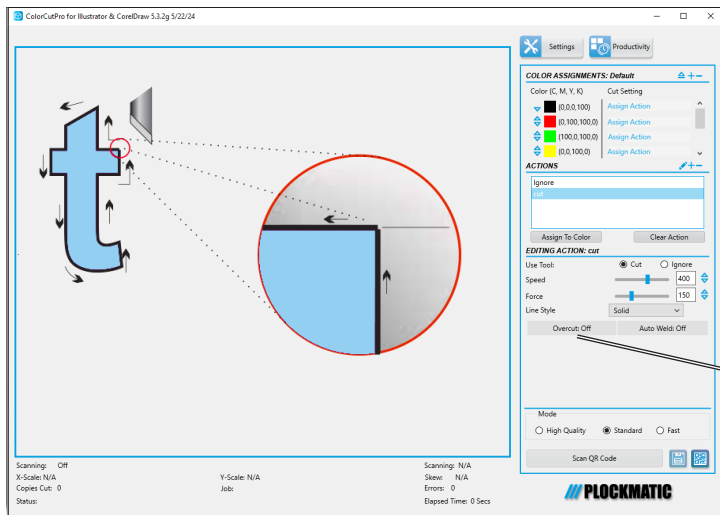 ColorCutPro for Illustrator & CorelDraw 5.3.2g 5/22/24
Settings
Productivity
COLOR ASSIGNMENTS: Default
Color (C, M, Y, K) Cut Setting
(0,0,0,100) Assign Action
(0,100,100,0) Assign Action
(100,0,100,0) Assign Action
(0,0,100,0) Assign Action
ACTIONS
Ignore
cut
Assign To Color Clear Action
EDITING ACTION: cut
Use Tool: Cut Ignore
Speed 400
Force 150
Line Style Solid
Overcut: Off Auto Weld: Off
Mode
High Quality Standard Fast
Scan QR Code
PLOCKMATIC
t
Scanning: Off Scanning: N/A
X-Scale: N/A Y-Scale: N/A Skew: N/A
Copies Cut: 0 Job: Errors: 0
Status: Elapsed Time: 0 Secs